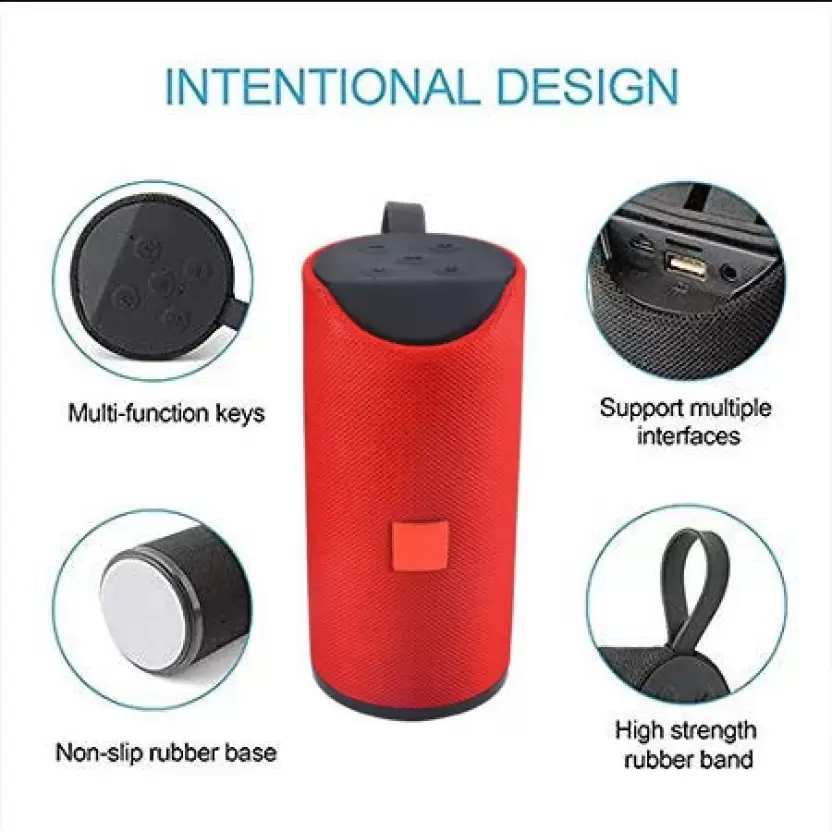 INTENTIONAL DESIGN
Multi-function keys
Support multiple
interfaces
Non-slip rubber base
High strength
rubber band